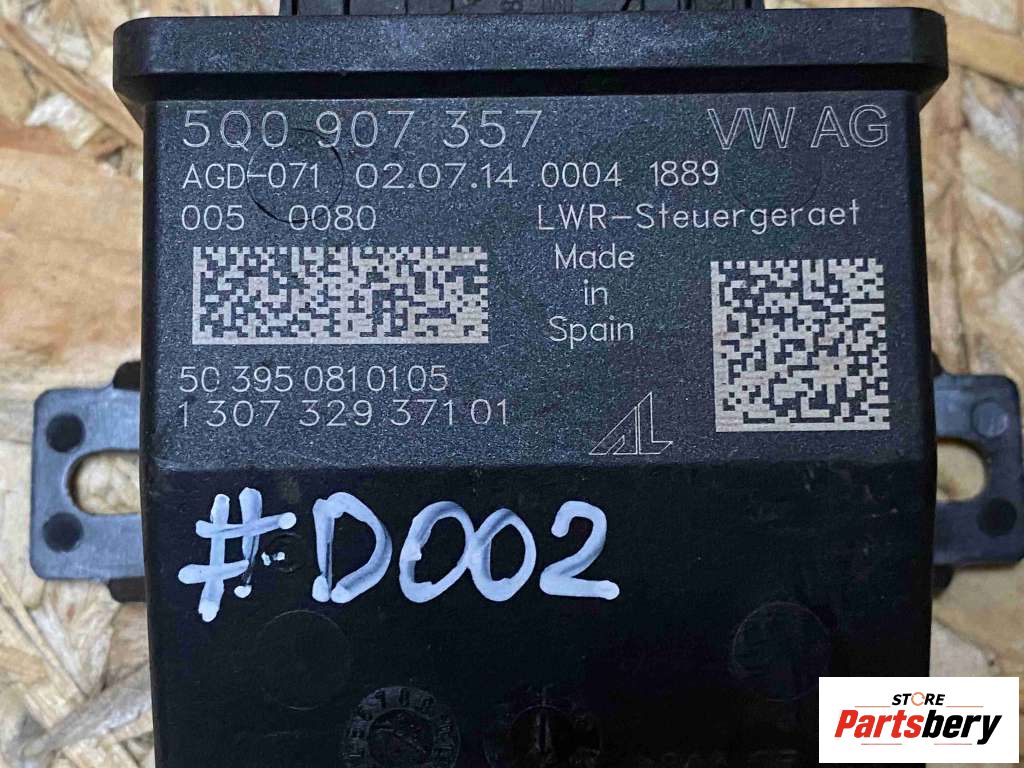 5Q0 907 357 VW AG
AGD-071 02.07.14 0004 1889
005 0080 LWR-Steuergeraet
Made
in
Spain
5C 395 0810105
1 307 329 371 01
AL
#D002
STORE
Partsbery